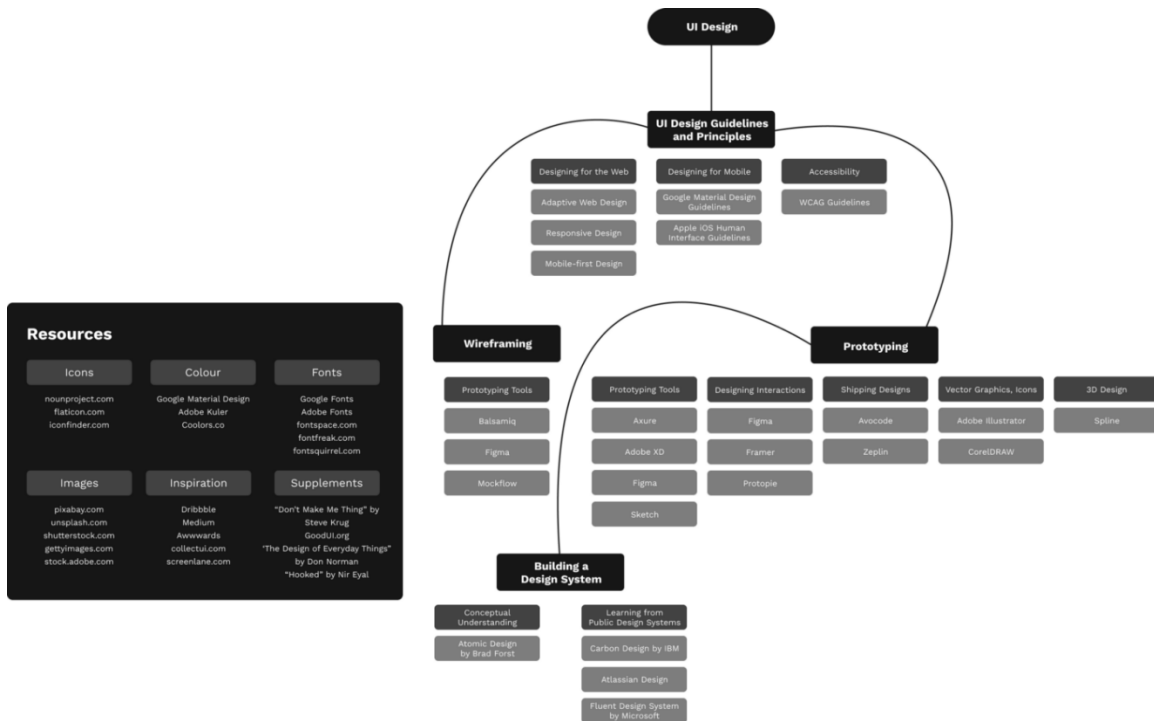 UI Design
UI Design Guidelines
and Principles
Designing for the Web
Adaptive Web Design
Responsive Design
Mobile-first Design
Designing for Mobile
Google Material Design
Guidelines
Apple iOS Human
Interface Guidelines
Accessibility
WCAG Guidelines
Resources
Icons
nounproject.com
flaticon.com
iconfinder.com
Colour
Google Material Design
Adobe Kuler
Coolors.co
Fonts
Google Fonts
Adobe Fonts
fontspace.com
fontfreak.com
fontsquirrel.com
Images
pixabay.com
unsplash.com
shutterstock.com
gettyimages.com
stock.adobe.com
Inspiration
Dribbble
Medium
Awwwards
collectui.com
screenlane.com
Supplements
“Don’t Make Me Thing” by
Steve Krug
GoodUI.org
‘The Design of Everyday Things”
by Don Norman
“Hooked” by Nir Eyal
Wireframing
Prototyping Tools
Balsamiq
Figma
Mockflow
Prototyping
Prototyping Tools
Axure
Adobe XD
Figma
Sketch
Designing Interactions
Figma
Framer
Protopie
Shipping Designs
Avocode
Zeplin
Vector Graphics, Icons
Adobe Illustrator
CorelDRAW
3D Design
Spline
Building a
Design System
Conceptual
Understanding
Atomic Design
by Brad Forst
Learning from
Public Design Systems
Carbon Design by IBM
Atlassian Design
Fluent Design System
by Microsoft